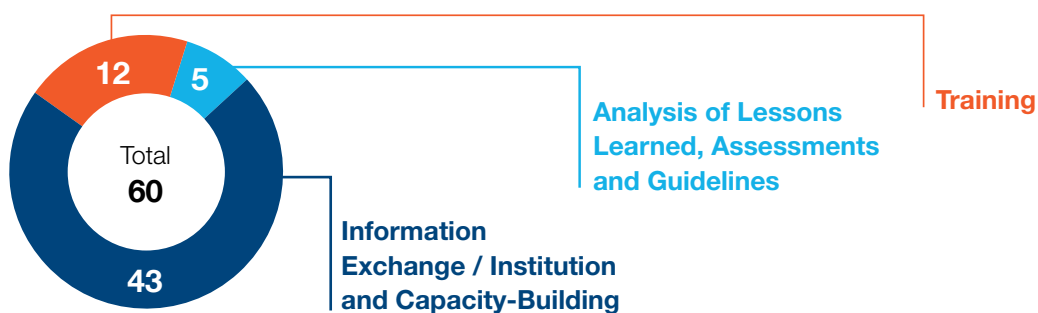 12
5
Total
60
43
Training
Analysis of Lessons
Learned, Assessments
and Guidelines
Information
Exchange / Institution
and Capacity-Building